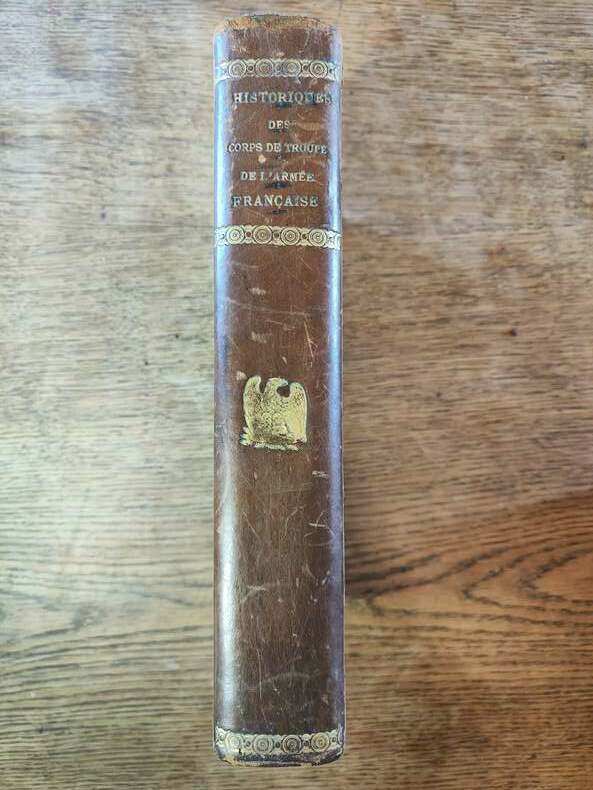 HISTORIQUES
DES
CORPS DE TROUPE
DE L'ARMÉE
FRANÇAISE